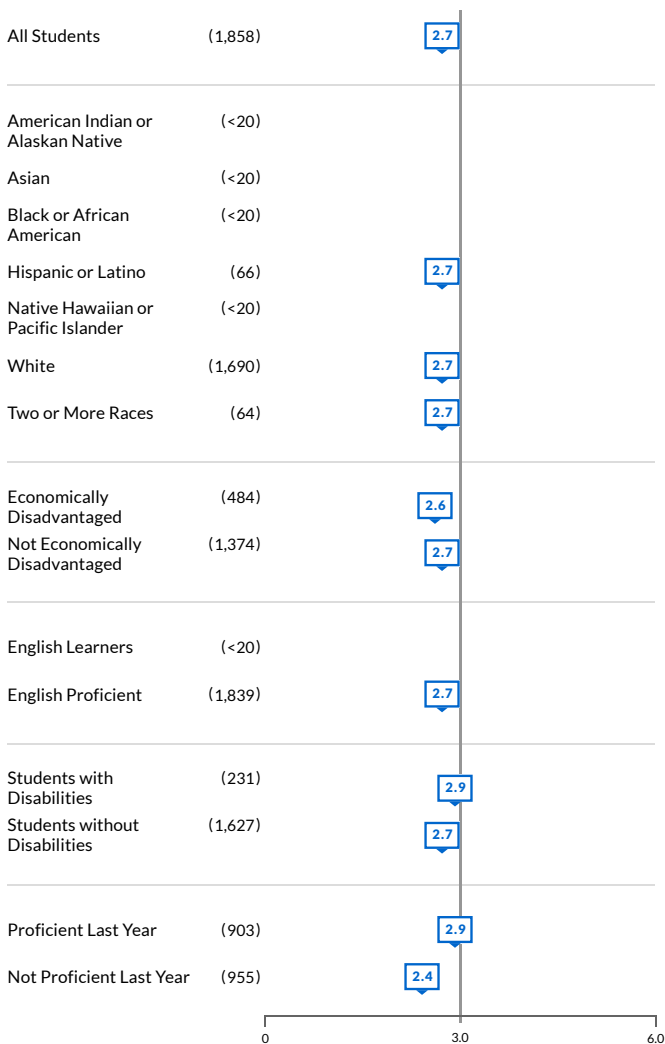 All Students (1,858) 2.7
American Indian or (<20)
Alaskan Native
Asian (<20)
Black or African (<20)
American
Hispanic or Latino (66) 2.7
Native Hawaiian or (<20)
Pacific Islander
White (1,690) 2.7
Two or More Races (64) 2.7
Economically (484) 2.6
Disadvantaged
Not Economically (1,374) 2.7
Disadvantaged
English Learners (<20)
English Proficient (1,839) 2.7
Students with (231) 2.9
Disabilities
Students without (1,627) 2.7
Disabilities
Proficient Last Year (903) 2.9
Not Proficient Last Year (955) 2.4
0 3.0 6.0